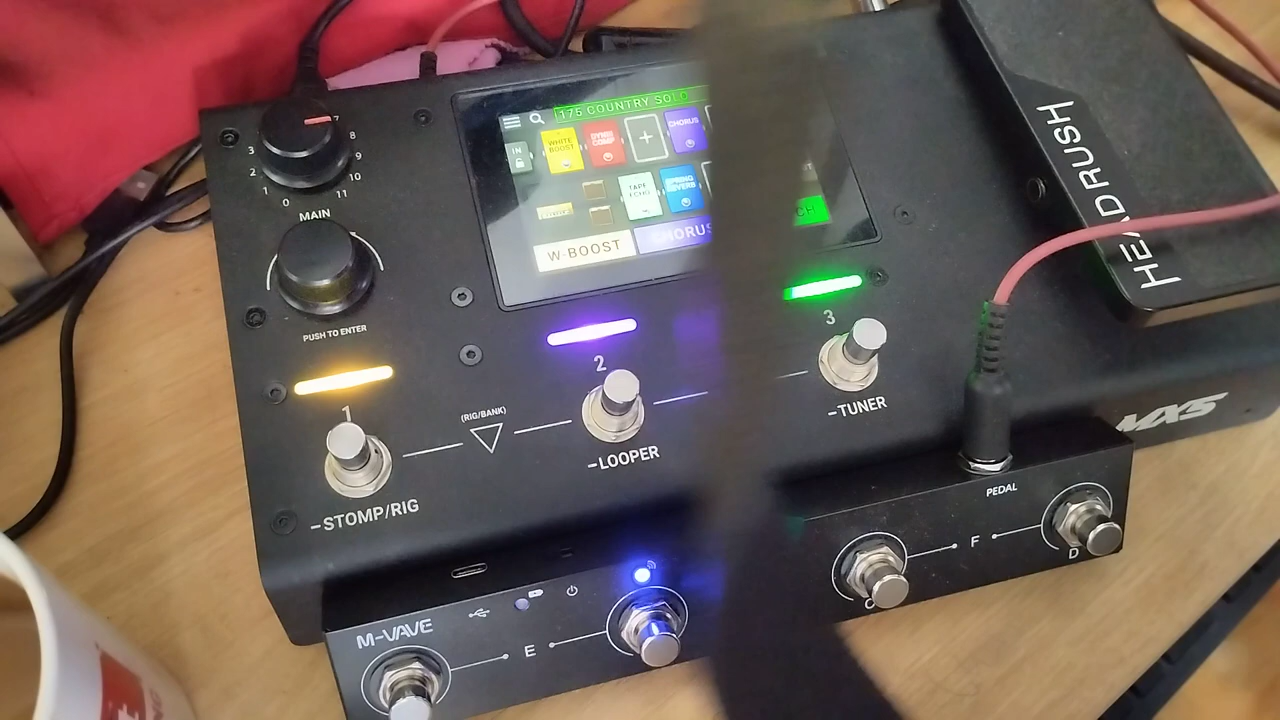 7
8
9
10
11
0
1
2
3
MAIN
PUSH TO ENTER
175 COUNTRY SOLO
IN
WHITE BOOST
COMP
+
CHORUS
TAPE ECHO
SPRING REVERB
W-BOOST
CHORUS
CH
HEADRUSH
MX5
1
-STOMP/RIG
(RIG/BANK)
2
-LOOPER
3
-TUNER
M-VAVE
E
PEDAL
F
C
D